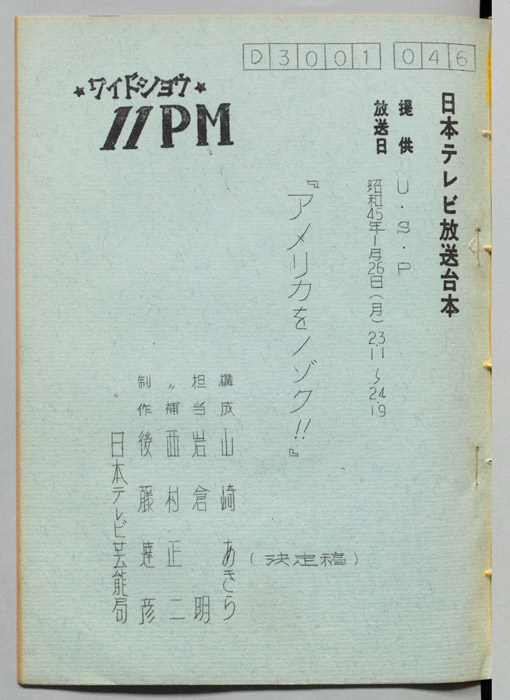 D3001 046
★ワイドショウ★
11PM
日本テレビ放送台本
提供 U・S・P
放送日 昭和45年1月26日(月) 23.11〜24.19
『アメリカをノゾク!!』
(決定稿)
構成 山崎あきら
担当 岩倉明
〃補 西村正二
制作 後藤達彦
〃 日本テレビ芸能局